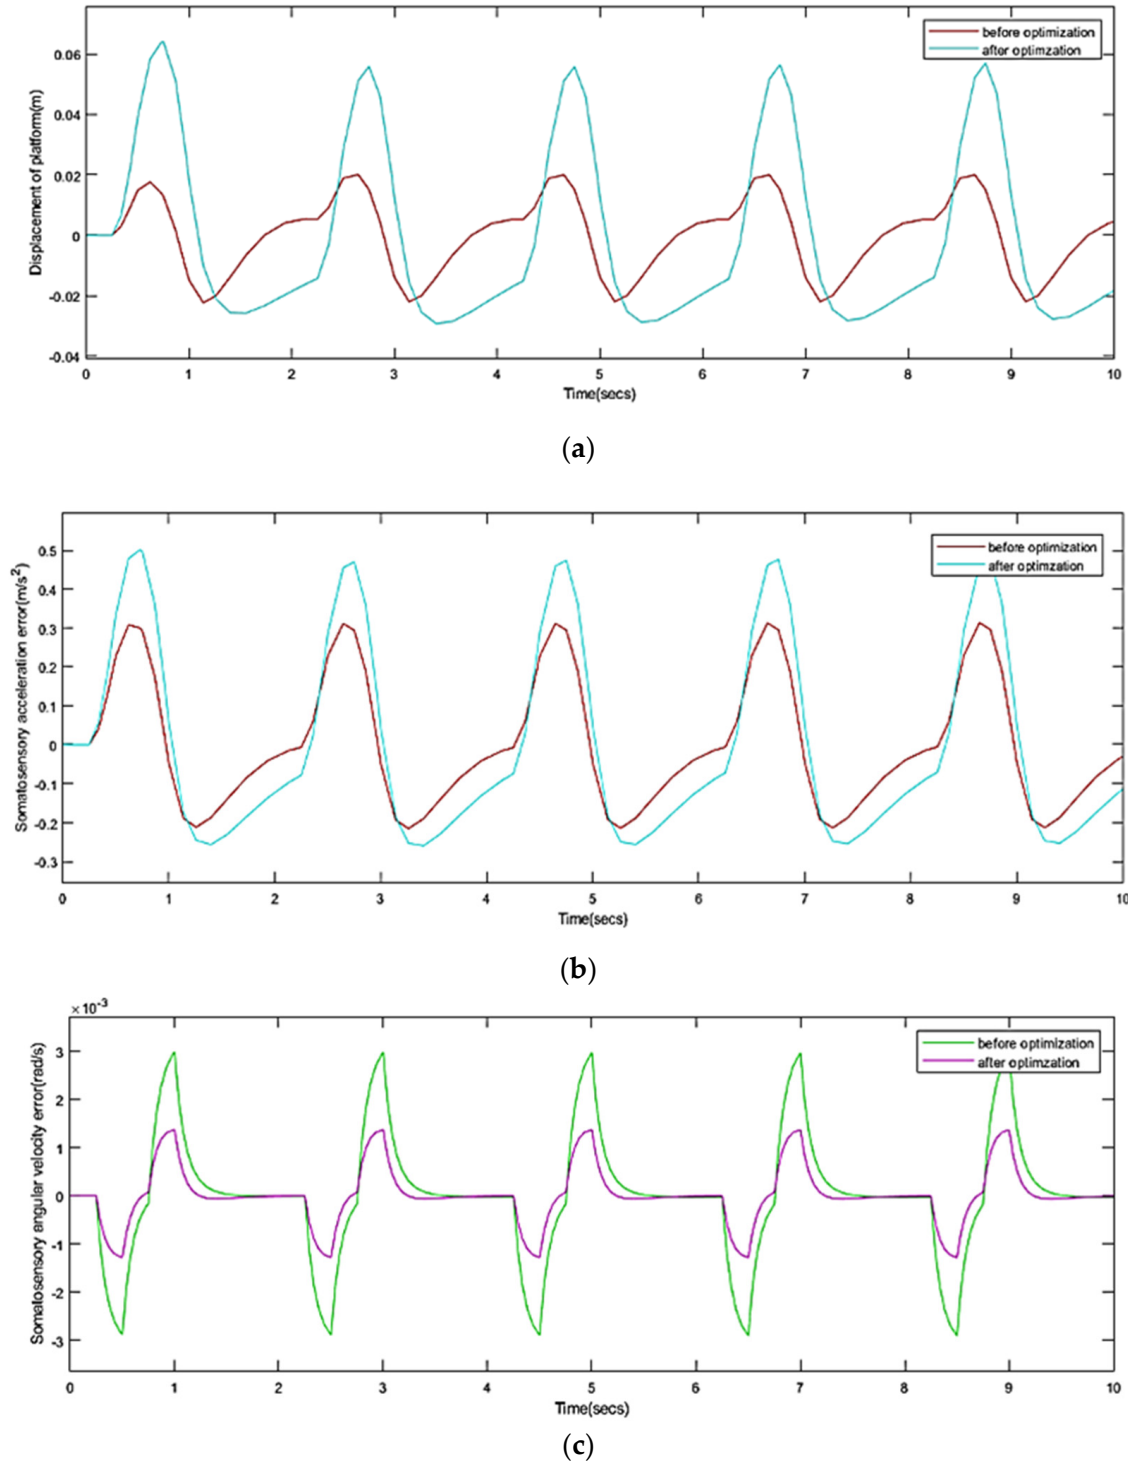 (a)
before optimization
after optimzation
Displacement of platform(m)
0.06
0.04
0.02
0
-0.02
-0.04
0 1 2 3 4 5 6 7 8 9 10
Time(secs)
(a)
before optimization
after optimzation
Somatosensory acceleration error(m/s²)
0.5
0.4
0.3
0.2
0.1
0
-0.1
-0.2
-0.3
0 1 2 3 4 5 6 7 8 9 10
Time(secs)
(b)
×10⁻³
before optimization
after optimzation
Somatosensory angular velocity error(rad/s)
3
2
1
0
-1
-2
-3
0 1 2 3 4 5 6 7 8 9 10
Time(secs)
(c)